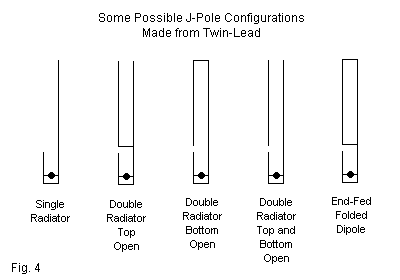 Some Possible J-Pole Configurations
Made from Twin-Lead
Single
Radiator
Double
Radiator
Top
Open
Double
Radiator
Bottom
Open
Double
Radiator
Top and
Bottom
Open
End-Fed
Folded
Dipole
Fig. 4